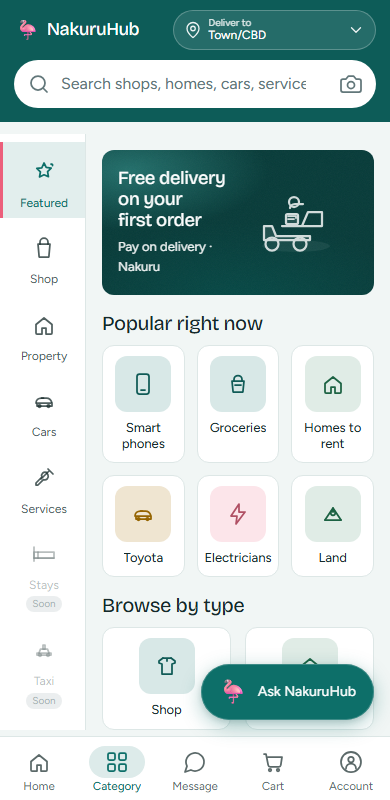 NakuruHub
Deliver to
Town/CBD
Search shops, homes, cars, service
Featured
Shop
Property
Cars
Services
Stays
Soon
Taxi
Soon
Free delivery
on your
first order
Pay on delivery ·
Nakuru
Popular right now
Smart
phones
Groceries
Homes to
rent
Toyota
Electricians
Land
Browse by type
Shop
Ask NakuruHub
Home
Category
Message
Cart
Account